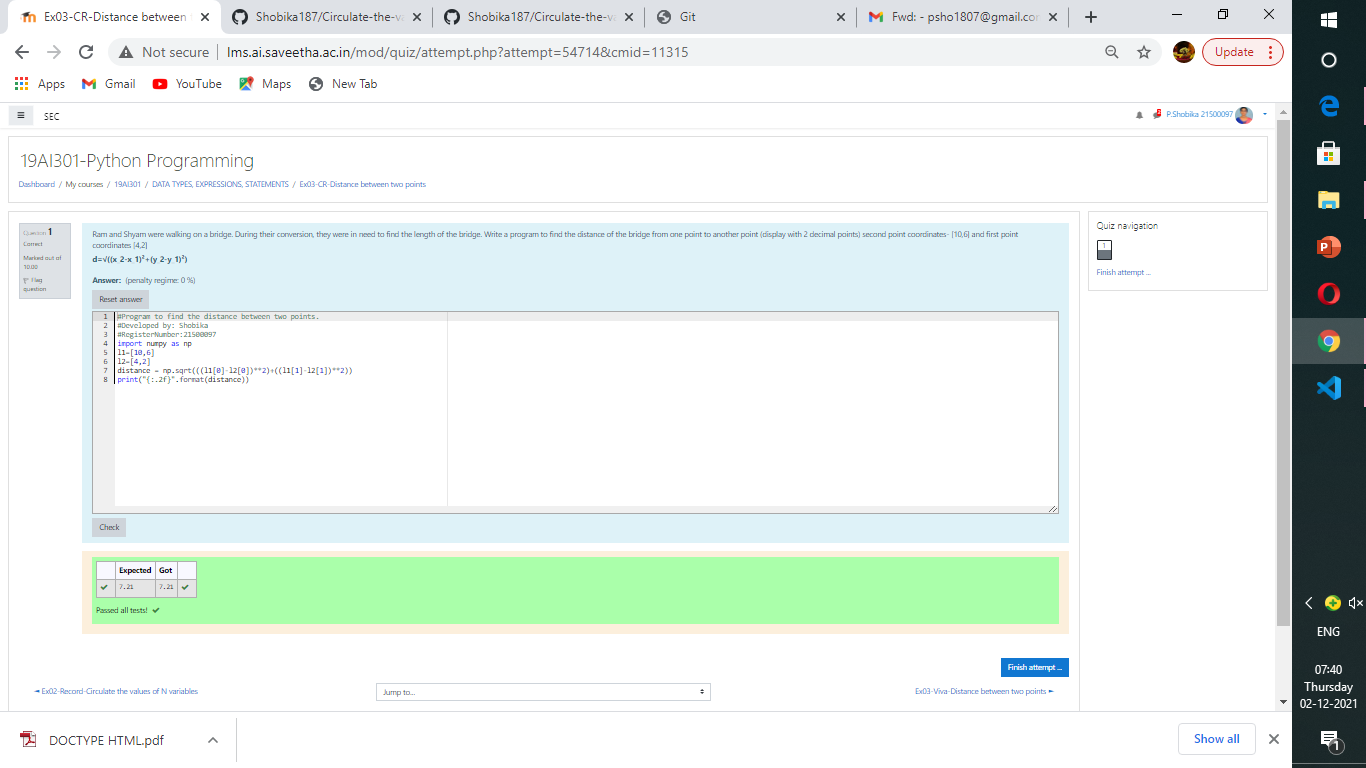 Ex03-CR-Distance between
Shobika187/Circulate-the-va
Shobika187/Circulate-the-va
Git
Fwd: - psho1807@gmail.com
Not secure | lms.ai.saveetha.ac.in/mod/quiz/attempt.php?attempt=54714&cmid=11315
Update
Apps Gmail YouTube Maps New Tab
SEC
P.Shobika 21500097
19AI301-Python Programming
Dashboard / My courses / 19AI301 / DATA TYPES, EXPRESSIONS, STATEMENTS / Ex03-CR-Distance between two points
Question 1
Correct
Marked out of
10.00
Flag
question
Ram and Shyam were walking on a bridge. During their conversion, they were in need to find the length of the bridge. Write a program to find the distance of the bridge from one point to another point (display with 2 decimal points) second point coordinates- [10,6] and first point
coordinates [4,2]
d=√((x 2-x 1)²+(y 2-y 1)²)
Answer: (penalty regime: 0 %)
Reset answer
1 #Program to find the distance between two points.
2 #Developed by: Shobika
3 #RegisterNumber:21500097
4 import numpy as np
5 l1=[10,6]
6 l2=[4,2]
7 distance = np.sqrt(((l1[0]-l2[0])**2)+((l1[1]-l2[1])**2))
8 print("{:.2f}".format(distance))
Check
Expected Got
7.21 7.21
Passed all tests!
Finish attempt ...
◄ Ex02-Record-Circulate the values of N variables
Jump to...
Ex03-Viva-Distance between two points ►
Quiz navigation
1
Finish attempt ...
DOCTYPE HTML.pdf
Show all
ENG
07:40
Thursday
02-12-2021
1